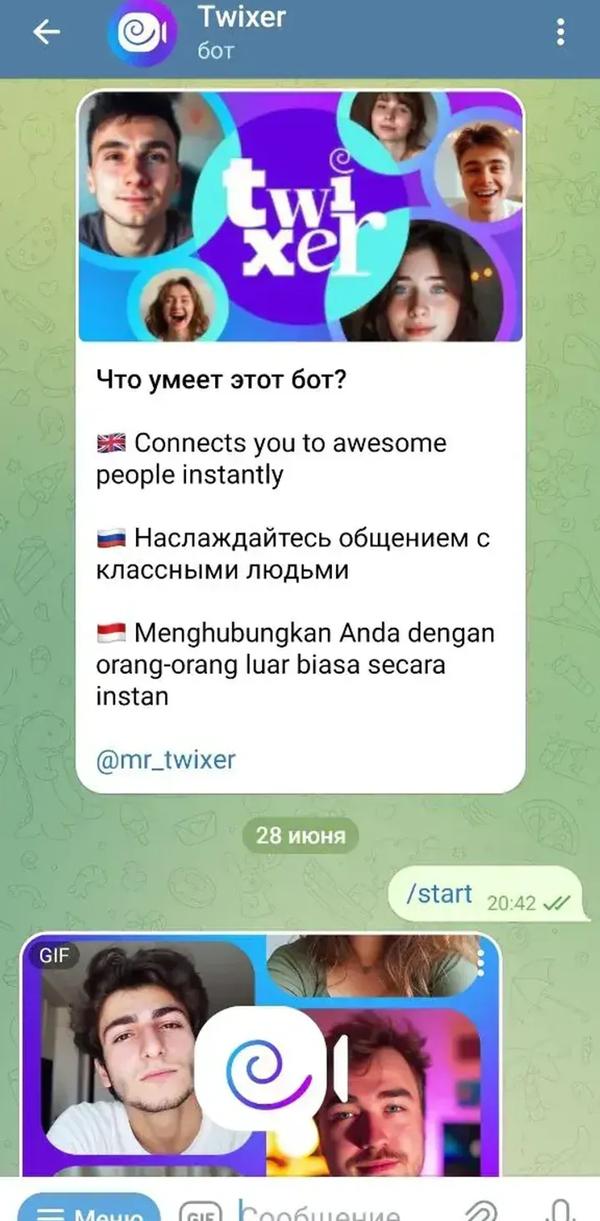 Twixer
бот
twi
xer
Что умеет этот бот?
🇬🇧 Connects you to awesome
people instantly
🇷🇺 Наслаждайтесь общением с
классными людьми
🇮🇩 Menghubungkan Anda dengan
orang-orang luar biasa secara
instan
@mr_twixer
28 июня
/start 20:42
GIF
Меню GIF Сообщение